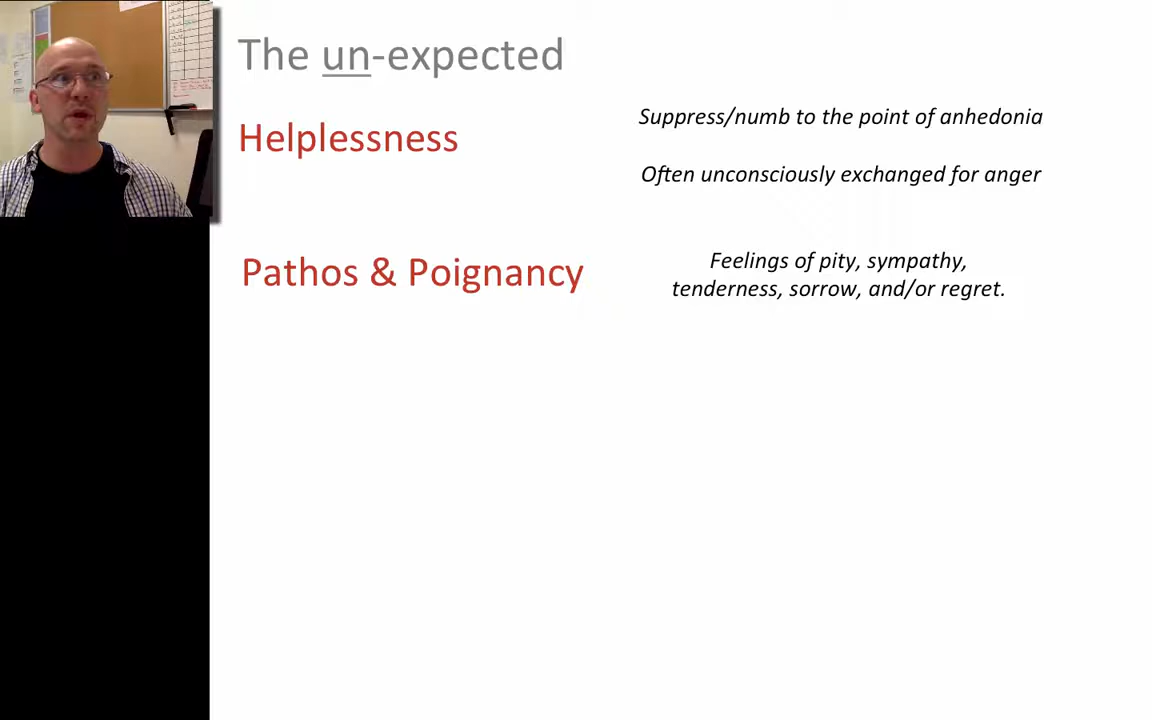 The un-expected
Helplessness
Suppress/numb to the point of anhedonia
Often unconsciously exchanged for anger
Pathos & Poignancy
Feelings of pity, sympathy,
tenderness, sorrow, and/or regret.